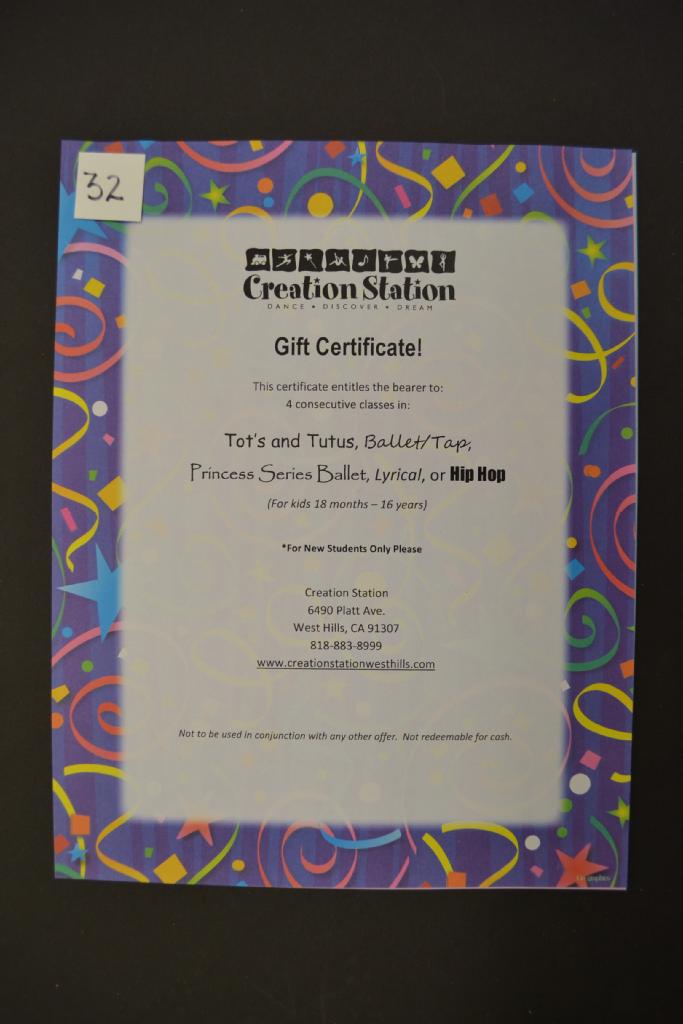 32
Creation Station
DANCE • DISCOVER • DREAM
Gift Certificate!
This certificate entitles the bearer to:
4 consecutive classes in:
Tot's and Tutus, Ballet/Tap,
Princess Series Ballet, Lyrical, or Hip Hop
(For kids 18 months – 16 years)
*For New Students Only Please
Creation Station
6490 Platt Ave.
West Hills, CA 91307
818-883-8999
www.creationstationwesthills.com
Not to be used in conjunction with any other offer. Not redeemable for cash.